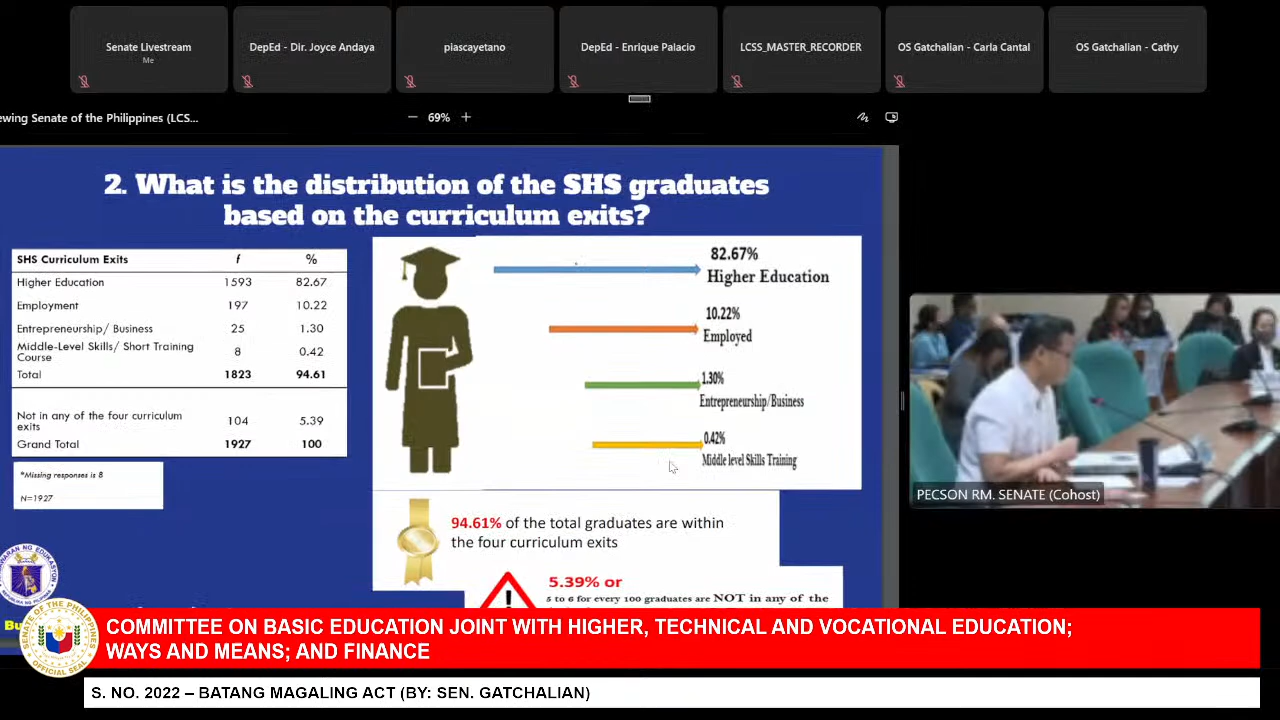 Senate Livestream
Me
DepEd - Dir. Joyce Andaya
piascayetano
DepEd - Enrique Palacio
LCSS_MASTER_RECORDER
OS Gatchalian - Carla Cantal
OS Gatchalian - Cathy
ewing Senate of the Philippines (LCS...
69%
2. What is the distribution of the SHS graduates
based on the curriculum exits?
SHS Curriculum Exits f %
Higher Education 1593 82.67
Employment 197 10.22
Entrepreneurship/ Business 25 1.30
Middle-Level Skills/ Short Training
Course 8 0.42
Total 1823 94.61
Not in any of the four curriculum
exits 104 5.39
Grand Total 1927 100
*Missing responses is 8
N=1927
82.67%
Higher Education
10.22%
Employed
1.30%
Entrepreneurship/Business
0.42%
Middle level Skills Training
94.61% of the total graduates are within
the four curriculum exits
5.39% or
5 to 6 for every 100 graduates are NOT in any of the
PECSON RM. SENATE (Cohost)
Bu
SENATE OF THE PHILIPPINES
OFFICIAL SEAL
COMMITTEE ON BASIC EDUCATION JOINT WITH HIGHER, TECHNICAL AND VOCATIONAL EDUCATION;
WAYS AND MEANS; AND FINANCE
S. NO. 2022 – BATANG MAGALING ACT (BY: SEN. GATCHALIAN)